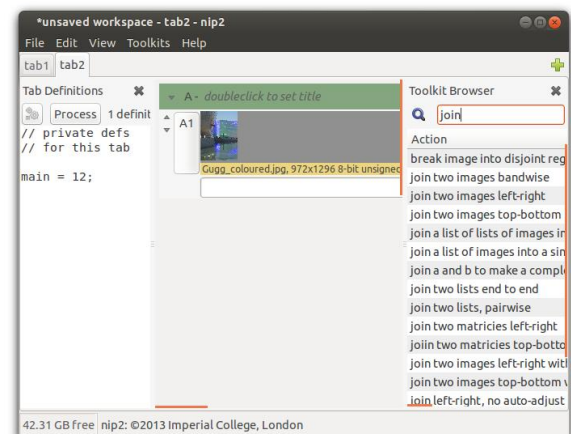 *unsaved workspace - tab2 - nip2
File Edit View Toolkits Help
tab1 tab2
Tab Definitions
Process 1 definit
// private defs
// for this tab
main = 12;
A - doubleclick to set title
A1
Gugg_coloured.jpg, 972x1296 8-bit unsigned
Toolkit Browser
join
Action
break image into disjoint reg
join two images bandwise
join two images left-right
join two images top-bottom
join a list of lists of images in
join a list of images into a sin
join a and b to make a comple
join two lists end to end
join two lists, pairwise
join two matricies left-right
joiin two matricies top-botto
join two images left-right with
join two images top-bottom w
join left-right, no auto-adjust
42.31 GB free nip2: ©2013 Imperial College, London